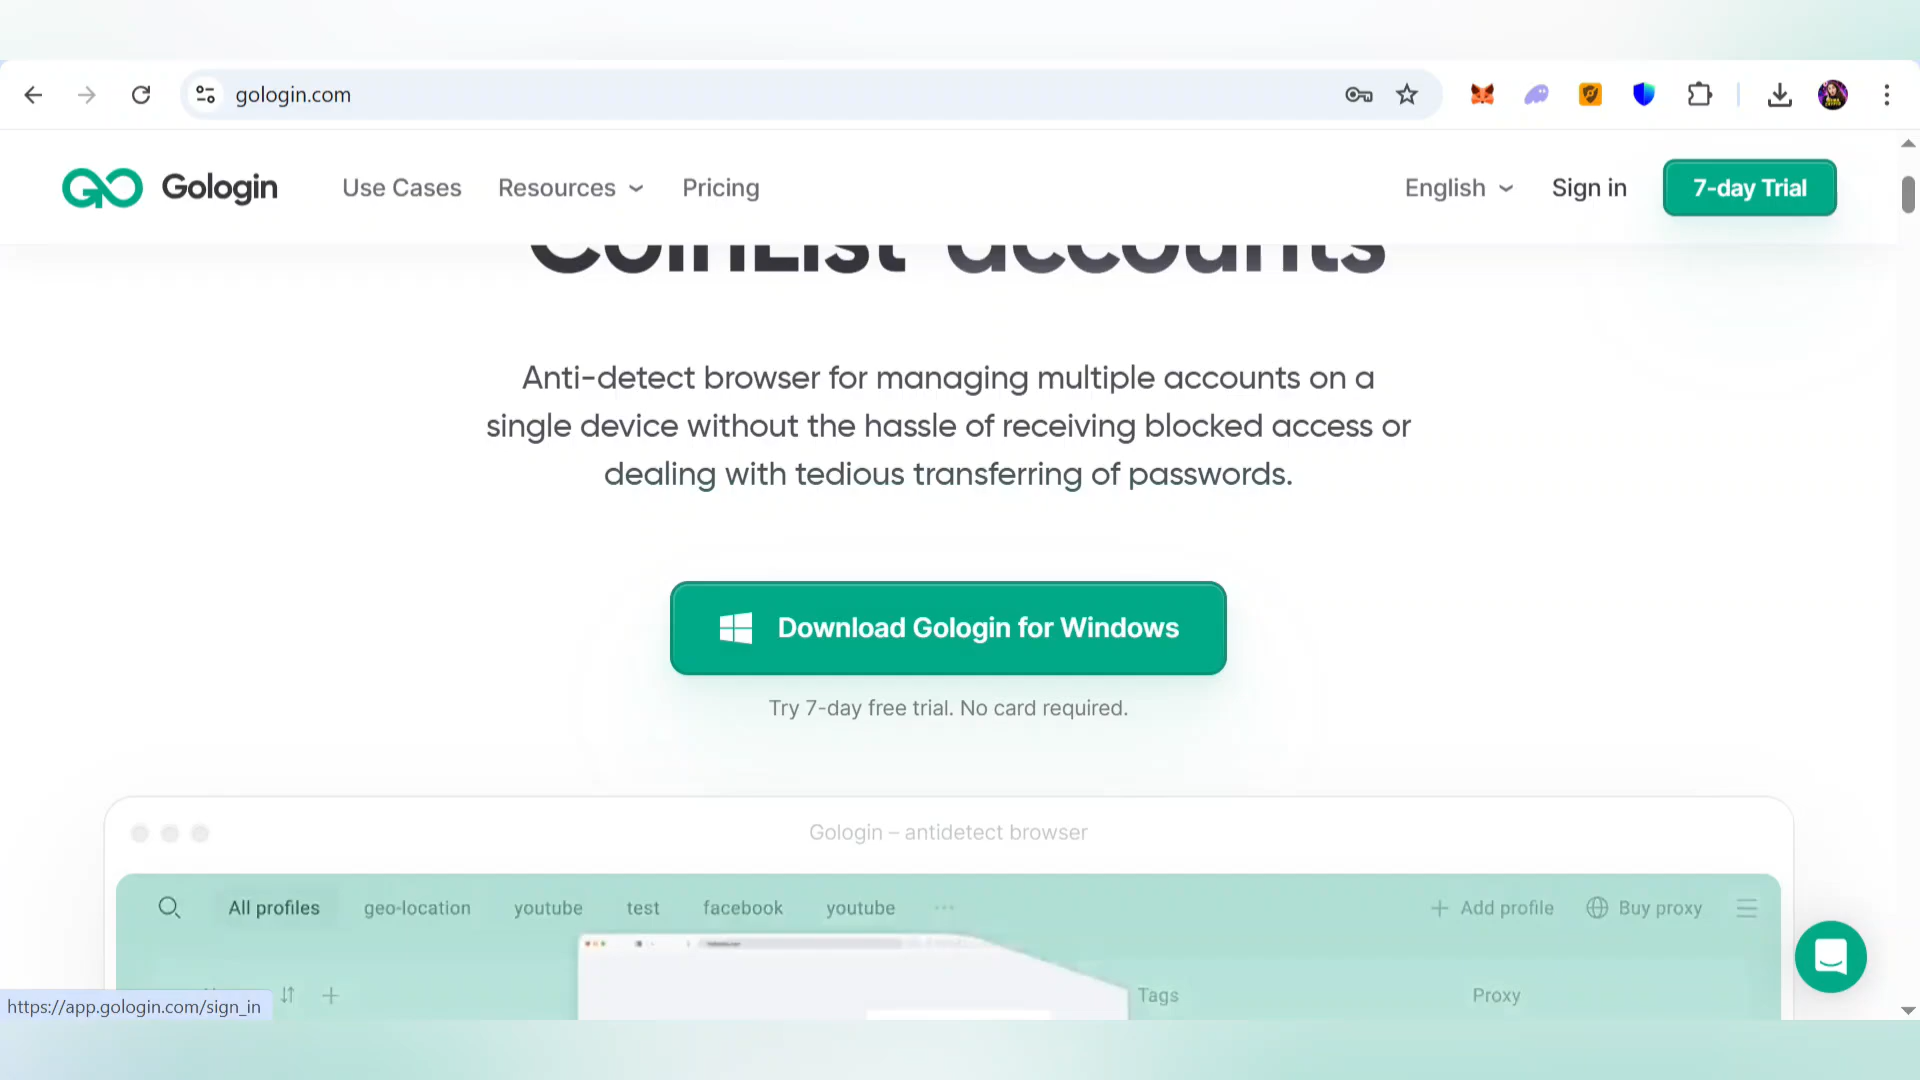 gologin.com
Gologin
Use Cases
Resources
Pricing
English
Sign in
7-day Trial
CoinList accounts
Anti-detect browser for managing multiple accounts on a
single device without the hassle of receiving blocked access or
dealing with tedious transferring of passwords.
Download Gologin for Windows
Try 7-day free trial. No card required.
Gologin – antidetect browser
All profiles
geo-location
youtube
test
facebook
youtube
...
+ Add profile
Buy proxy
Tags
Proxy
https://app.gologin.com/sign_in